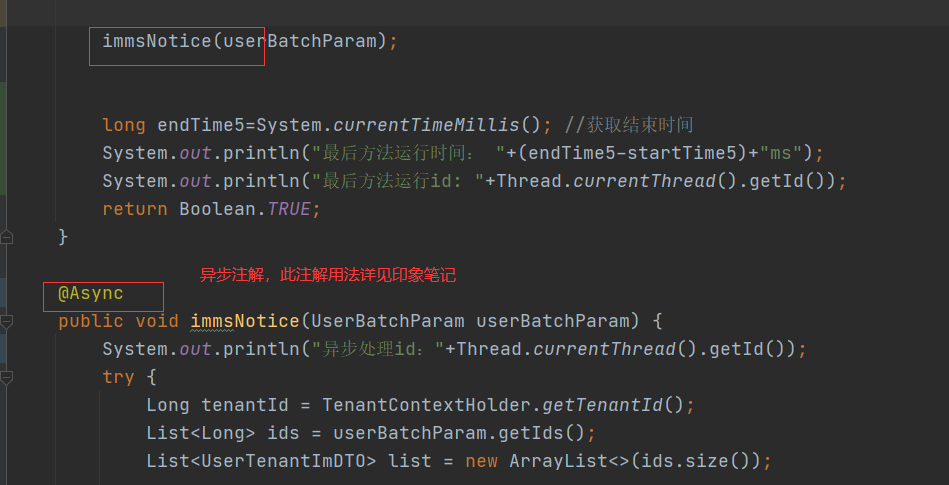 immsNotice(userBatchParam);
long endTime5=System.currentTimeMillis(); //获取结束时间
System.out.println("最后方法运行时间： "+(endTime5-startTime5)+"ms");
System.out.println("最后方法运行id: "+Thread.currentThread().getId());
return Boolean.TRUE;
}
异步注解，此注解用法详见印象笔记
@Async
public void immsNotice(UserBatchParam userBatchParam) {
System.out.println("异步处理id："+Thread.currentThread().getId());
try {
Long tenantId = TenantContextHolder.getTenantId();
List<Long> ids = userBatchParam.getIds();
List<UserTenantImDTO> list = new ArrayList<>(ids.size());